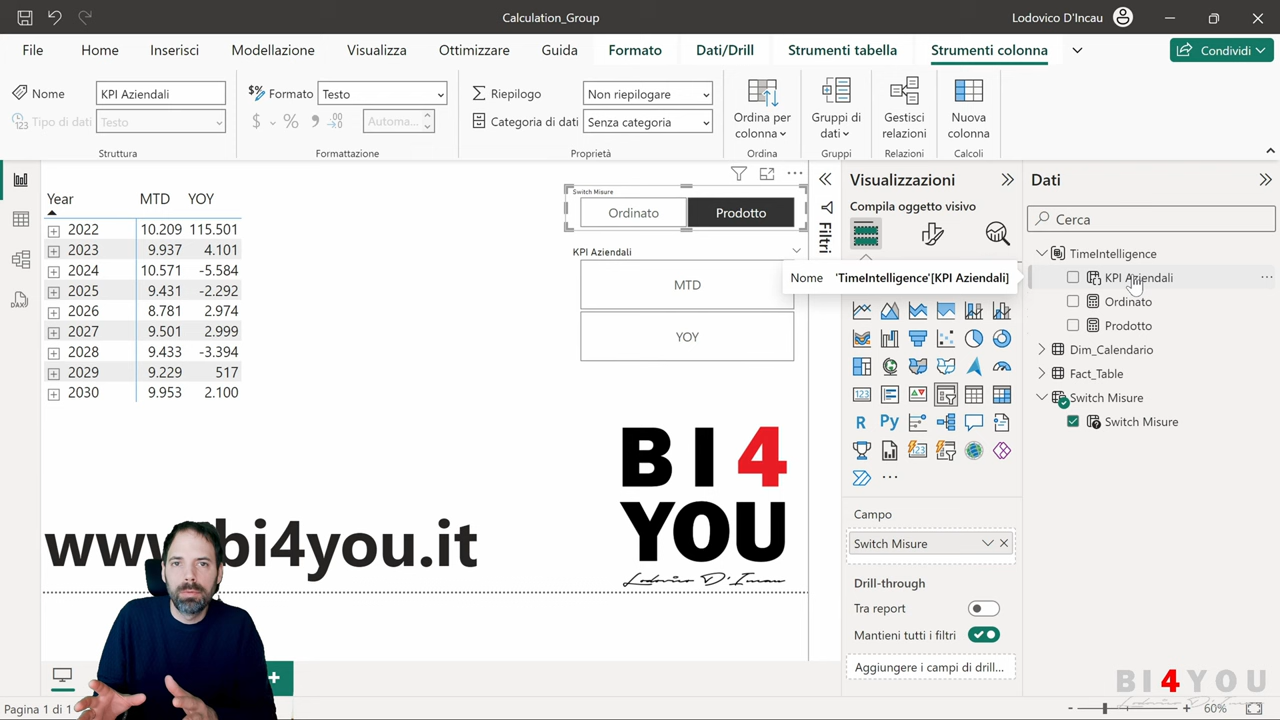 Calculation_Group
Lodovico D'Incau
File
Home
Inserisci
Modellazione
Visualizza
Ottimizzare
Guida
Formato
Dati/Drill
Strumenti tabella
Strumenti colonna
Condividi
Nome
KPI Aziendali
Tipo di dati
Testo
Struttura
Formato
Testo
$
%
Automa...
Formattazione
Riepilogo
Non riepilogare
Categoria di dati
Senza categoria
Proprietà
Ordina per
colonna
Ordina
Gruppi di
dati
Gruppi
Gestisci
relazioni
Relazioni
Nuova
colonna
Calcoli
Year MTD YOY
2022 10.209 115.501
2023 9.937 4.101
2024 10.571 -5.584
2025 9.431 -2.292
2026 8.781 2.974
2027 9.501 2.999
2028 9.433 -3.394
2029 9.229 517
2030 9.953 2.100
Switch Misure
Ordinato
Prodotto
KPI Aziendali
MTD
YOY
BI4
YOU
Lodovico D'Incau
bi4you.it
Pagina 1 di 1
Filtri
Visualizzazioni
Compila oggetto visivo
Nome 'TimeIntelligence'[KPI Aziendali]
123
R
Py
Campo
Switch Misure
Drill-through
Tra report
Mantieni tutti i filtri
Aggiungere i campi di drill...
Dati
Cerca
TimeIntelligence
KPI Aziendali
Ordinato
Prodotto
Dim_Calendario
Fact_Table
Switch Misure
Switch Misure
BI4YOU
60%